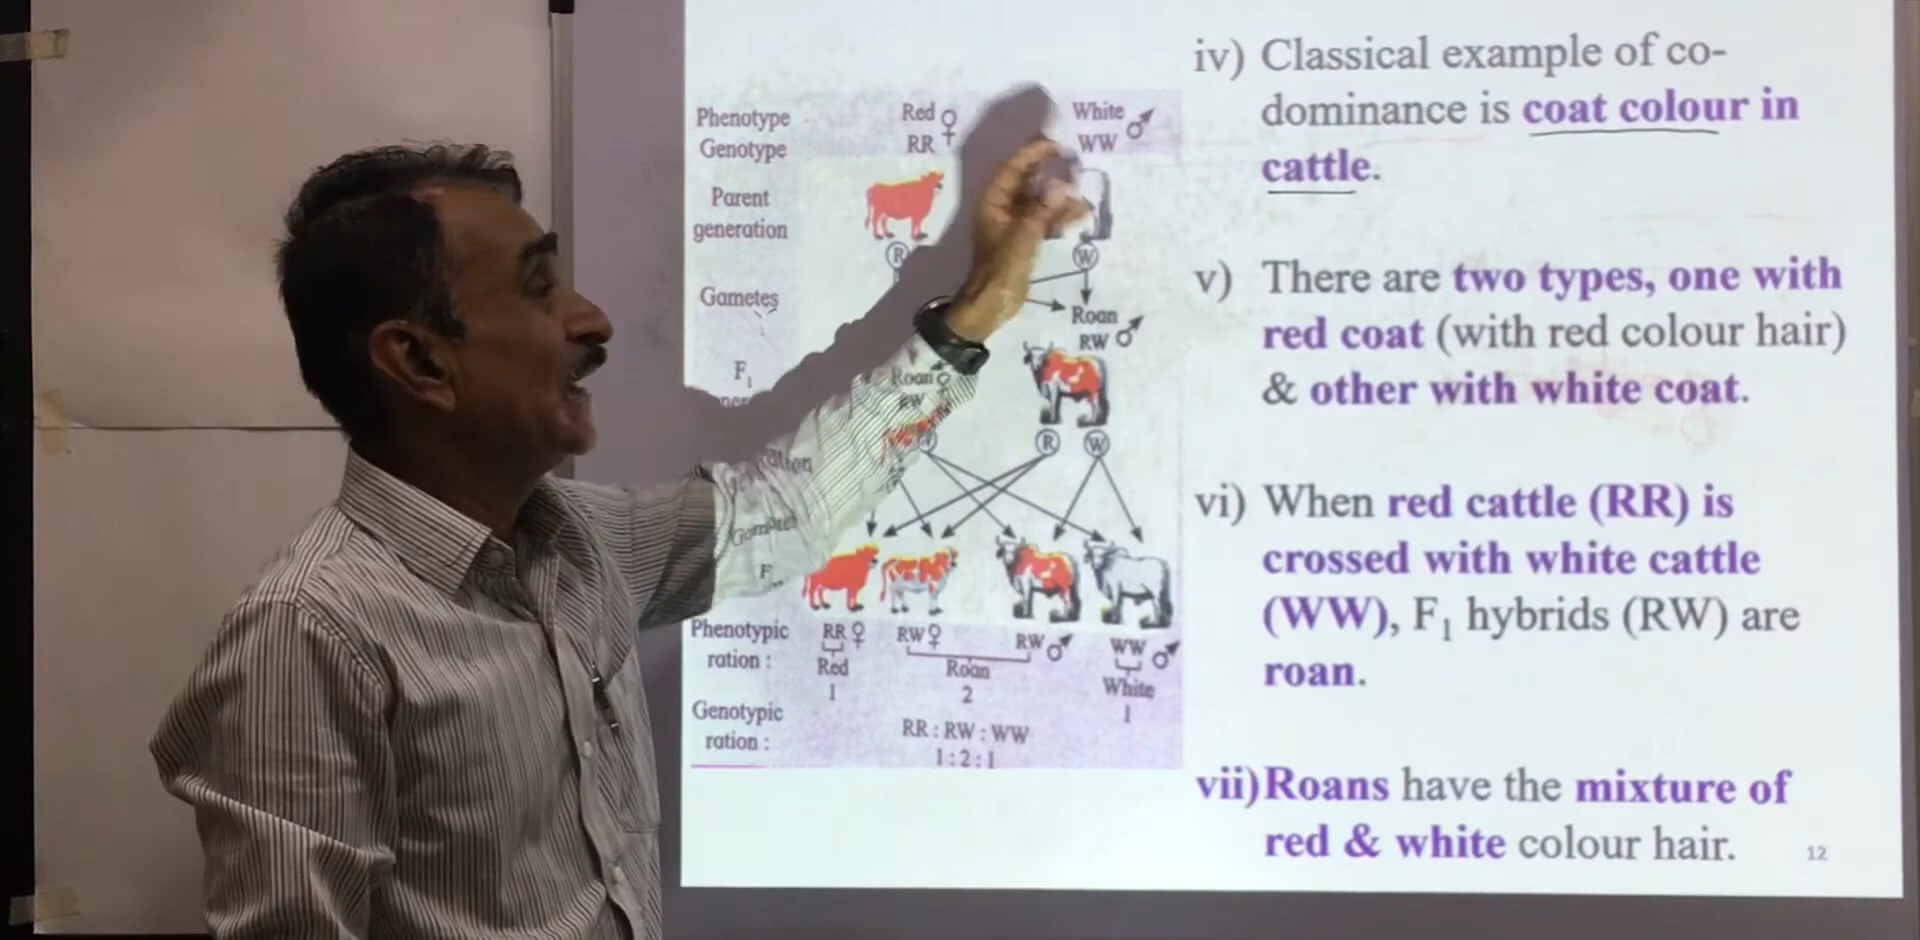 Phenotype
Genotype
Red ♀
RR
White ♂
WW
Parent
generation
R
W
Gametes
Roan
RW ♂
F₁
Roan ♀
RW
R W
F
Phenotypic
ration :
RR ♀
RW ♀
RW ♂
WW ♂
Red
Roan
White
1
2
1
Genotypic
ration :
RR : RW : WW
1 : 2 : 1
iv) Classical example of co-
dominance is coat colour in
cattle.
v) There are two types, one with
red coat (with red colour hair)
& other with white coat.
vi) When red cattle (RR) is
crossed with white cattle
(WW), F₁ hybrids (RW) are
roan.
vii) Roans have the mixture of
red & white colour hair.
12